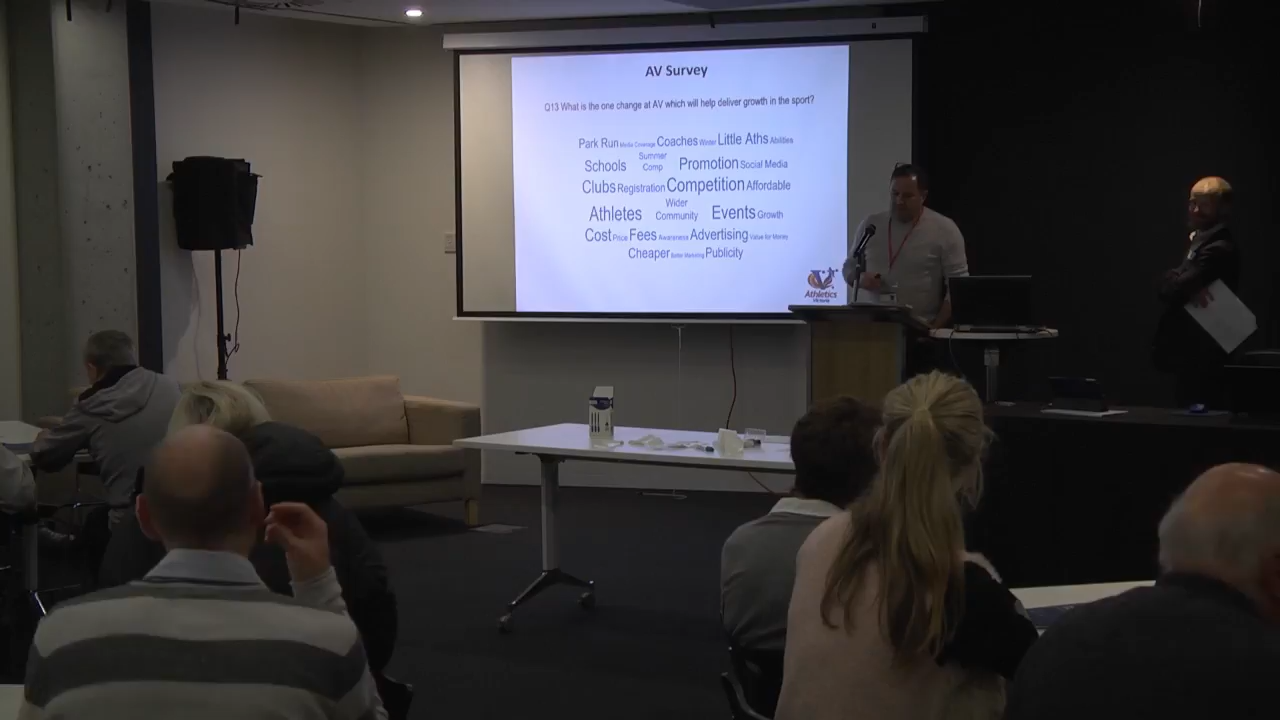 AV Survey
Q13 What is the one change at AV which will help deliver growth in the sport?
Park Run Media Coverage Coaches Winter Little Aths Abilities
Schools Summer Comp Promotion Social Media
Clubs Registration Competition Affordable
Athletes Wider Community Events Growth
Cost Price Fees Awareness Advertising Value for Money
Cheaper Better Marketing Publicity
Athletics